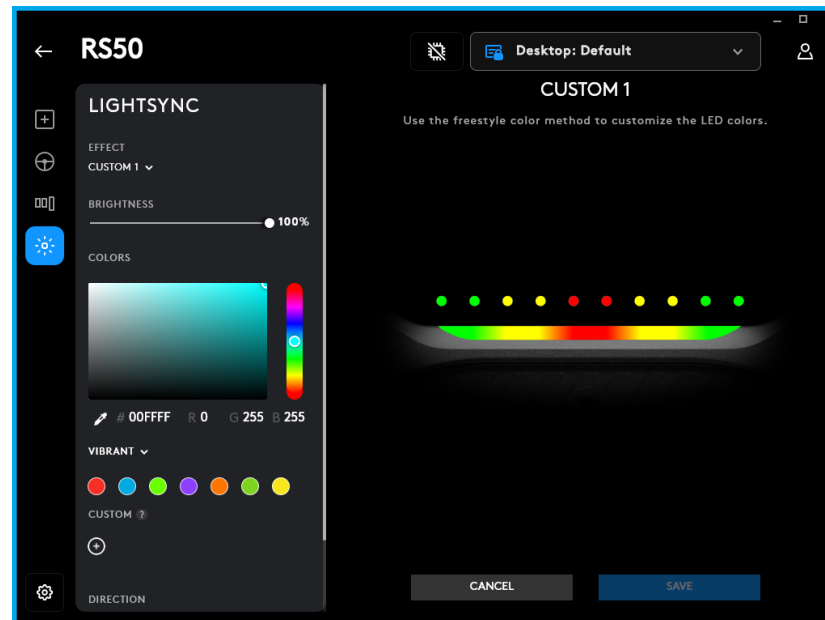 RS50
Desktop: Default
LIGHTSYNC
EFFECT
CUSTOM 1
BRIGHTNESS
100%
COLORS
# 00FFFF R 0 G 255 B 255
VIBRANT
CUSTOM ?
DIRECTION
CUSTOM 1
Use the freestyle color method to customize the LED colors.
CANCEL
SAVE